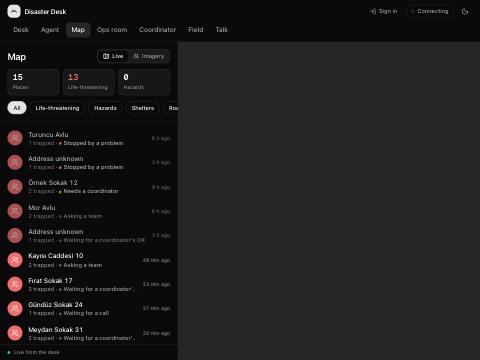 Disaster Desk
Sign in
Connecting
Desk Agent Map Ops room Coordinator Field Talk
Map
Live Imagery
15 13 0
Places Life-threatening Hazards
All Life-threatening Hazards Shelters Roa
Turuncu Avlu 6 h ago
1 trapped · Stopped by a problem
Address unknown 3 h ago
1 trapped · Stopped by a problem
Örnek Sokak 12 9 h ago
2 trapped · Needs a coordinator
Mor Avlu 6 h ago
2 trapped · Asking a team
Address unknown 3 h ago
1 trapped · Waiting for a coordinator's OK
Kayısı Caddesi 10 49 min ago
2 trapped · Asking a team
Fırat Sokak 17 23 min ago
3 trapped · Waiting for a coordinator'...
Gündüz Sokak 24 21 min ago
1 trapped · Waiting for a call
Meydan Sokak 31 20 min ago
2 trapped · Waiting for a coordinator'...
Live from the desk